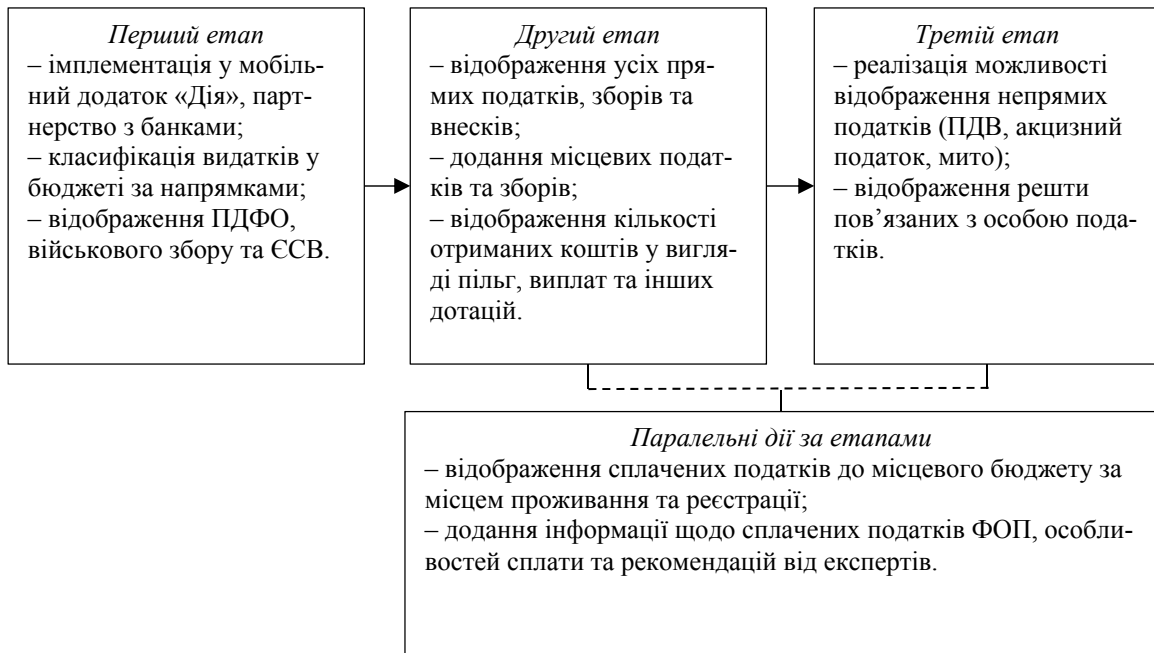 Перший етап
– імплементація у мобіль-
ний додаток «Дія», парт-
нерство з банками;
– класифікація видатків у
бюджеті за напрямками;
– відображення ПДФО,
військового збору та ЄСВ.
Другий етап
– відображення усіх пря-
мих податків, зборів та
внесків;
– додання місцевих подат-
ків та зборів;
– відображення кількості
отриманих коштів у вигля-
ді пільг, виплат та інших
дотацій.
Третій етап
– реалізація можливості
відображення непрямих
податків (ПДВ, акцизний
податок, мито);
– відображення решти
пов’язаних з особою пода-
тків.
Паралельні дії за етапами
– відображення сплачених податків до місцевого бюджету за
місцем проживання та реєстрації;
– додання інформації щодо сплачених податків ФОП, особли-
востей сплати та рекомендацій від експертів.